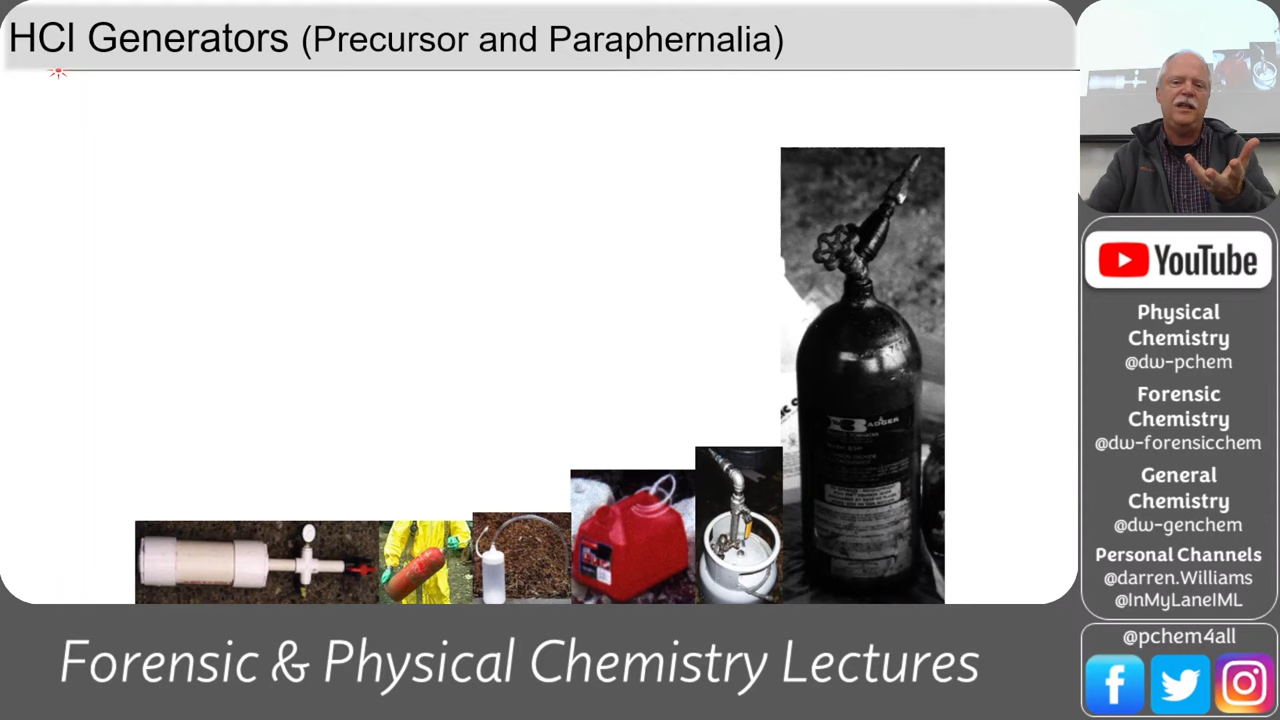 HCl Generators (Precursor and Paraphernalia)
BADGER
YouTube
Physical
Chemistry
@dw-pchem
Forensic
Chemistry
@dw-forensicchem
General
Chemistry
@dw-genchem
Personal Channels
@darren.Williams
@InMyLaneIML
@pchem4all
Forensic & Physical Chemistry Lectures